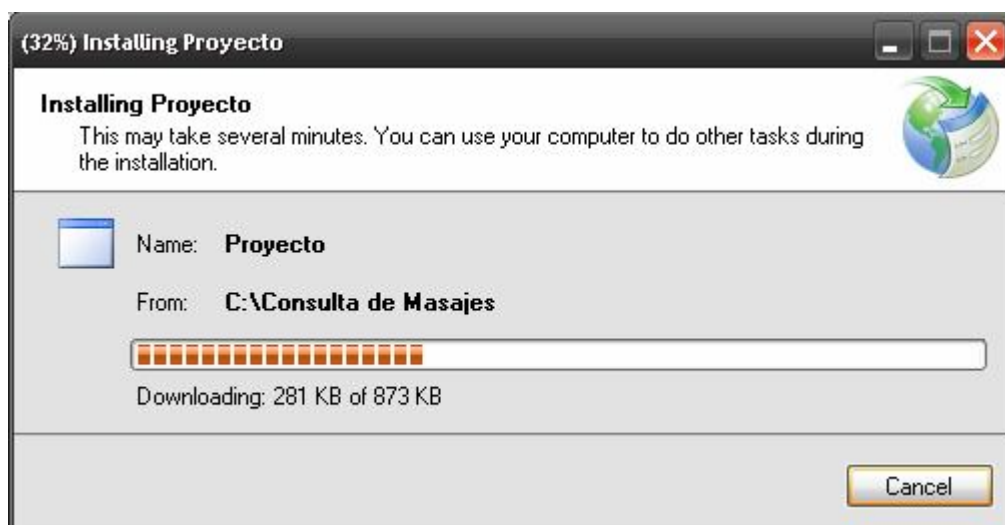 (32%) Installing Proyecto
Installing Proyecto
This may take several minutes. You can use your computer to do other tasks during
the installation.
Name: Proyecto
From: C:\Consulta de Masajes
Downloading: 281 KB of 873 KB
Cancel